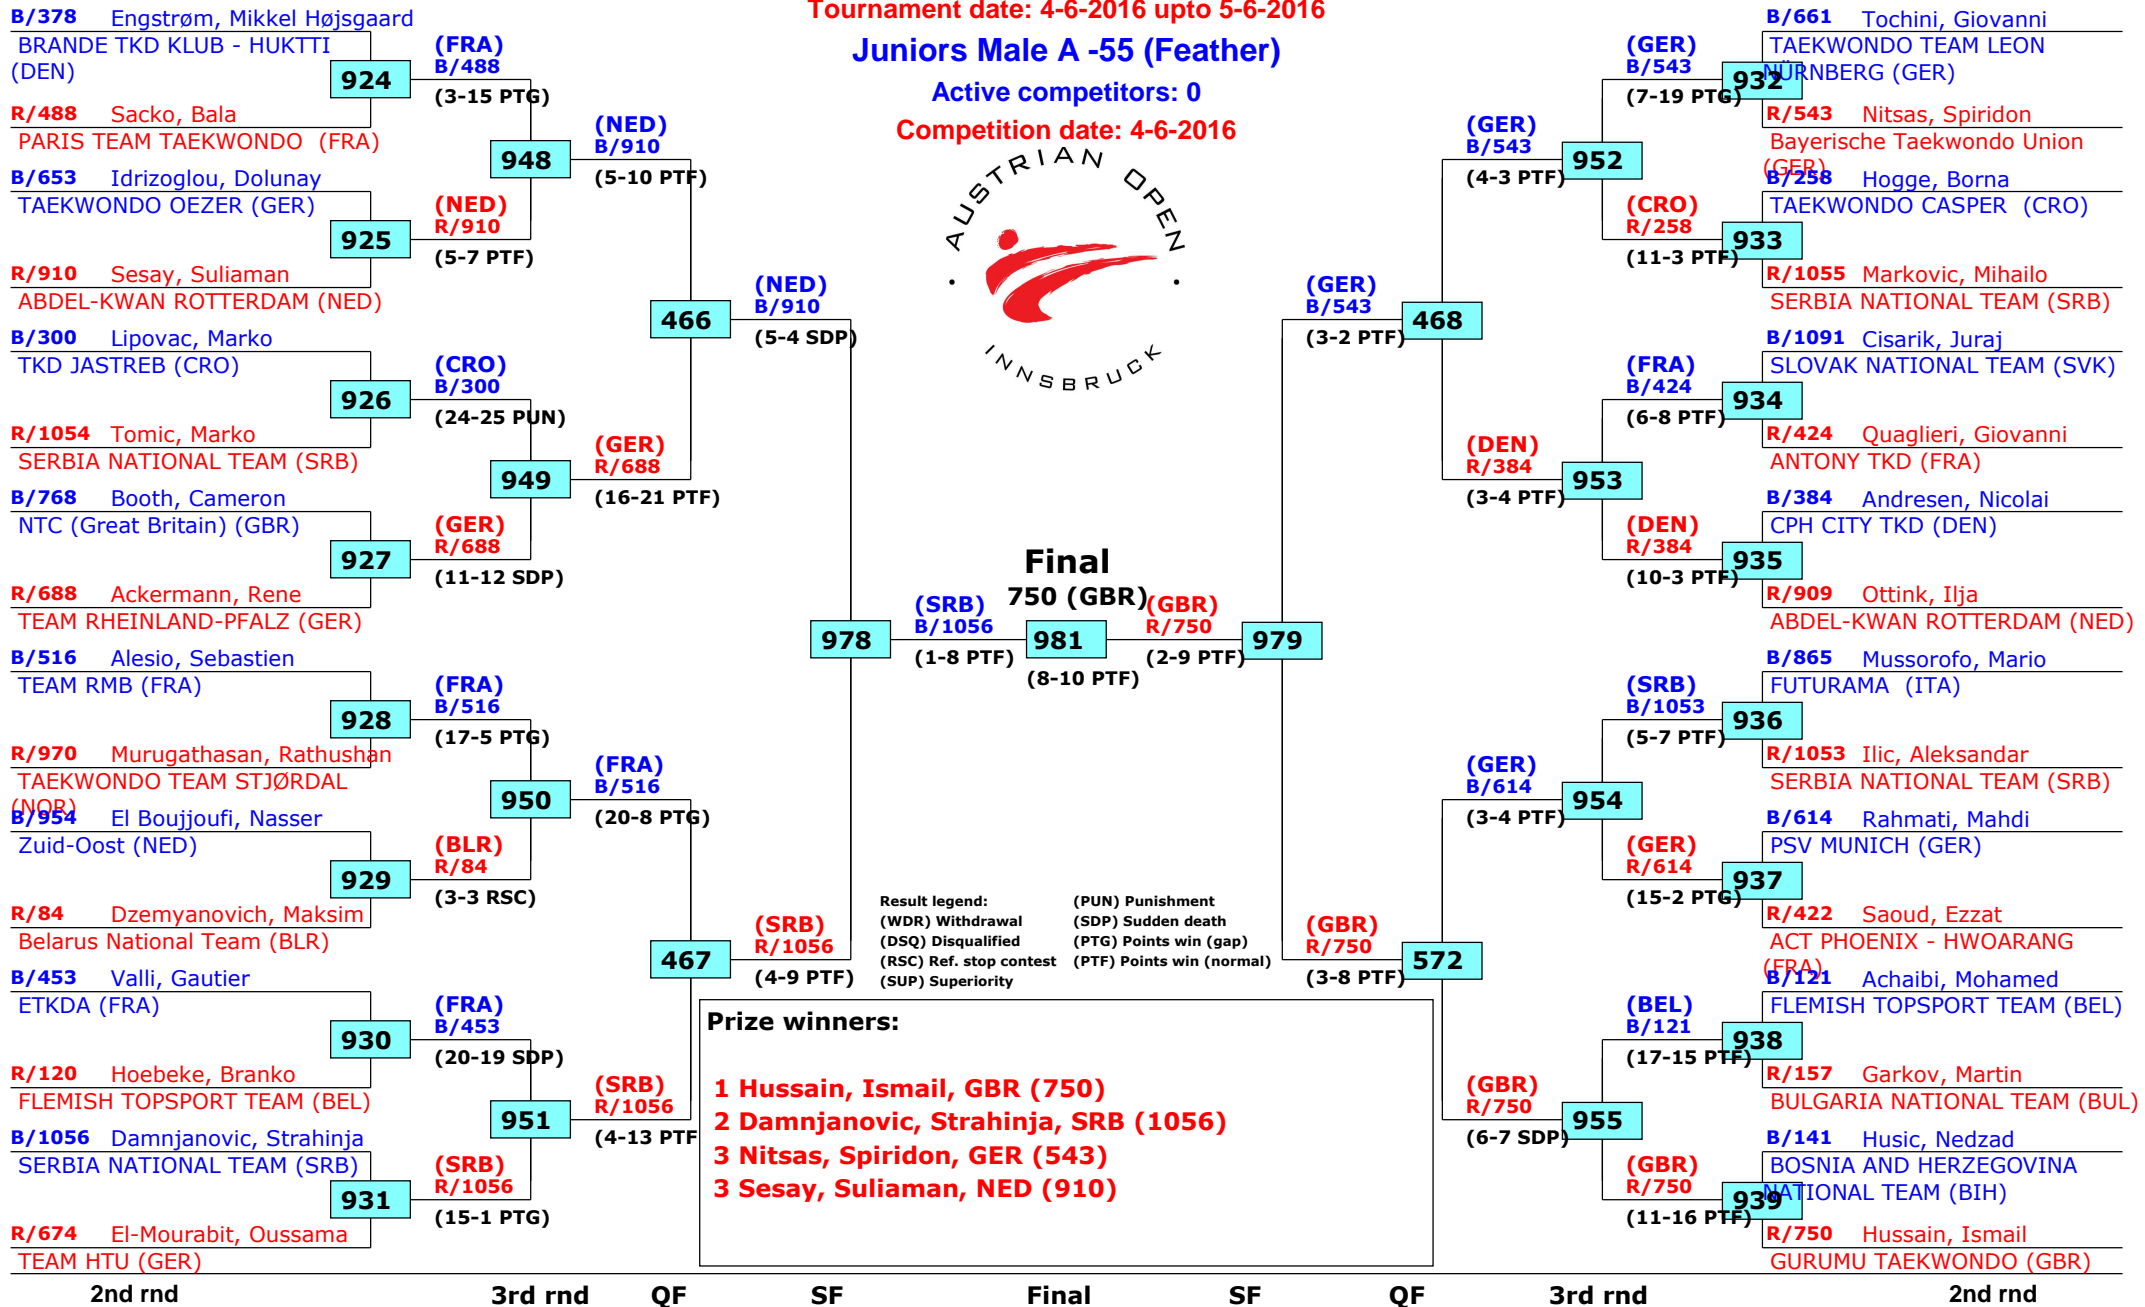 Tournament date: 4-6-2016 upto 5-6-2016
Juniors Male A -55 (Feather)
Active competitors: 0
Competition date: 4-6-2016
AUSTRIAN OPEN
INNSBRUCK
B/378 Engstrøm, Mikkel Højsgaard
BRANDE TKD KLUB - HUKTTI
(DEN)
924
R/488 Sacko, Bala
PARIS TEAM TAEKWONDO (FRA)
B/653 Idrizoglou, Dolunay
TAEKWONDO OEZER (GER)
925
R/910 Sesay, Suliaman
ABDEL-KWAN ROTTERDAM (NED)
B/300 Lipovac, Marko
TKD JASTREB (CRO)
926
R/1054 Tomic, Marko
SERBIA NATIONAL TEAM (SRB)
B/768 Booth, Cameron
NTC (Great Britain) (GBR)
927
R/688 Ackermann, Rene
TEAM RHEINLAND-PFALZ (GER)
B/516 Alesio, Sebastien
TEAM RMB (FRA)
928
R/970 Murugathasan, Rathushan
TAEKWONDO TEAM STJØRDAL
(NOR)
B/954 El Boujjoufi, Nasser
Zuid-Oost (NED)
929
R/84 Dzemyanovich, Maksim
Belarus National Team (BLR)
B/453 Valli, Gautier
ETKDA (FRA)
930
R/120 Hoebeke, Branko
FLEMISH TOPSPORT TEAM (BEL)
B/1056 Damnjanovic, Strahinja
SERBIA NATIONAL TEAM (SRB)
931
R/674 El-Mourabit, Oussama
TEAM HTU (GER)
(FRA)
B/488
(3-15 PTG)
948
(NED)
R/910
(5-7 PTF)
(CRO)
B/300
(24-25 PUN)
949
(GER)
R/688
(11-12 SDP)
(FRA)
B/516
(17-5 PTG)
950
(BLR)
R/84
(3-3 RSC)
(FRA)
B/453
(20-19 SDP)
951
(SRB)
R/1056
(15-1 PTG)
(NED)
B/910
(5-10 PTF)
466
(GER)
R/688
(16-21 PTF)
(FRA)
B/516
(20-8 PTG)
467
(SRB)
R/1056
(4-13 PTF
(NED)
B/910
(5-4 SDP)
978
(SRB)
R/1056
(4-9 PTF)
(SRB)
B/1056
(1-8 PTF)
Final
750 (GBR)
981
(8-10 PTF)
(GBR)
R/750
(2-9 PTF)
979
(GER)
B/543
(3-2 PTF)
(GBR)
R/750
(3-8 PTF)
468
572
(GER)
B/543
(4-3 PTF)
(DEN)
R/384
(3-4 PTF)
(GER)
B/614
(3-4 PTF)
(GBR)
R/750
(6-7 SDP)
952
953
954
955
(GER)
B/543
(7-19 PTG)
(CRO)
R/258
(11-3 PTF)
(FRA)
B/424
(6-8 PTF)
(DEN)
R/384
(10-3 PTF)
(SRB)
B/1053
(5-7 PTF)
(GER)
R/614
(15-2 PTG)
(BEL)
B/121
(17-15 PTF)
(GBR)
R/750
(11-16 PTF)
B/661 Tochini, Giovanni
TAEKWONDO TEAM LEON
NÜRNBERG (GER)
932
R/543 Nitsas, Spiridon
Bayerische Taekwondo Union
(GER)
B/258 Hogge, Borna
TAEKWONDO CASPER (CRO)
933
R/1055 Markovic, Mihailo
SERBIA NATIONAL TEAM (SRB)
B/1091 Cisarik, Juraj
SLOVAK NATIONAL TEAM (SVK)
934
R/424 Quaglieri, Giovanni
ANTONY TKD (FRA)
B/384 Andresen, Nicolai
CPH CITY TKD (DEN)
935
R/909 Ottink, Ilja
ABDEL-KWAN ROTTERDAM (NED)
B/865 Mussorofo, Mario
FUTURAMA (ITA)
936
R/1053 Ilic, Aleksandar
SERBIA NATIONAL TEAM (SRB)
B/614 Rahmati, Mahdi
PSV MUNICH (GER)
937
R/422 Saoud, Ezzat
ACT PHOENIX - HWOARANG
(FRA)
B/121 Achaibi, Mohamed
FLEMISH TOPSPORT TEAM (BEL)
938
R/157 Garkov, Martin
BULGARIA NATIONAL TEAM (BUL)
B/141 Husic, Nedzad
BOSNIA AND HERZEGOVINA
NATIONAL TEAM (BIH)
939
R/750 Hussain, Ismail
GURUMU TAEKWONDO (GBR)
Result legend: (PUN) Punishment
(WDR) Withdrawal (SDP) Sudden death
(DSQ) Disqualified (PTG) Points win (gap)
(RSC) Ref. stop contest (PTF) Points win (normal)
(SUP) Superiority
Prize winners:
1 Hussain, Ismail, GBR (750)
2 Damnjanovic, Strahinja, SRB (1056)
3 Nitsas, Spiridon, GER (543)
3 Sesay, Suliaman, NED (910)
2nd rnd 3rd rnd QF SF Final SF QF 3rd rnd 2nd rnd